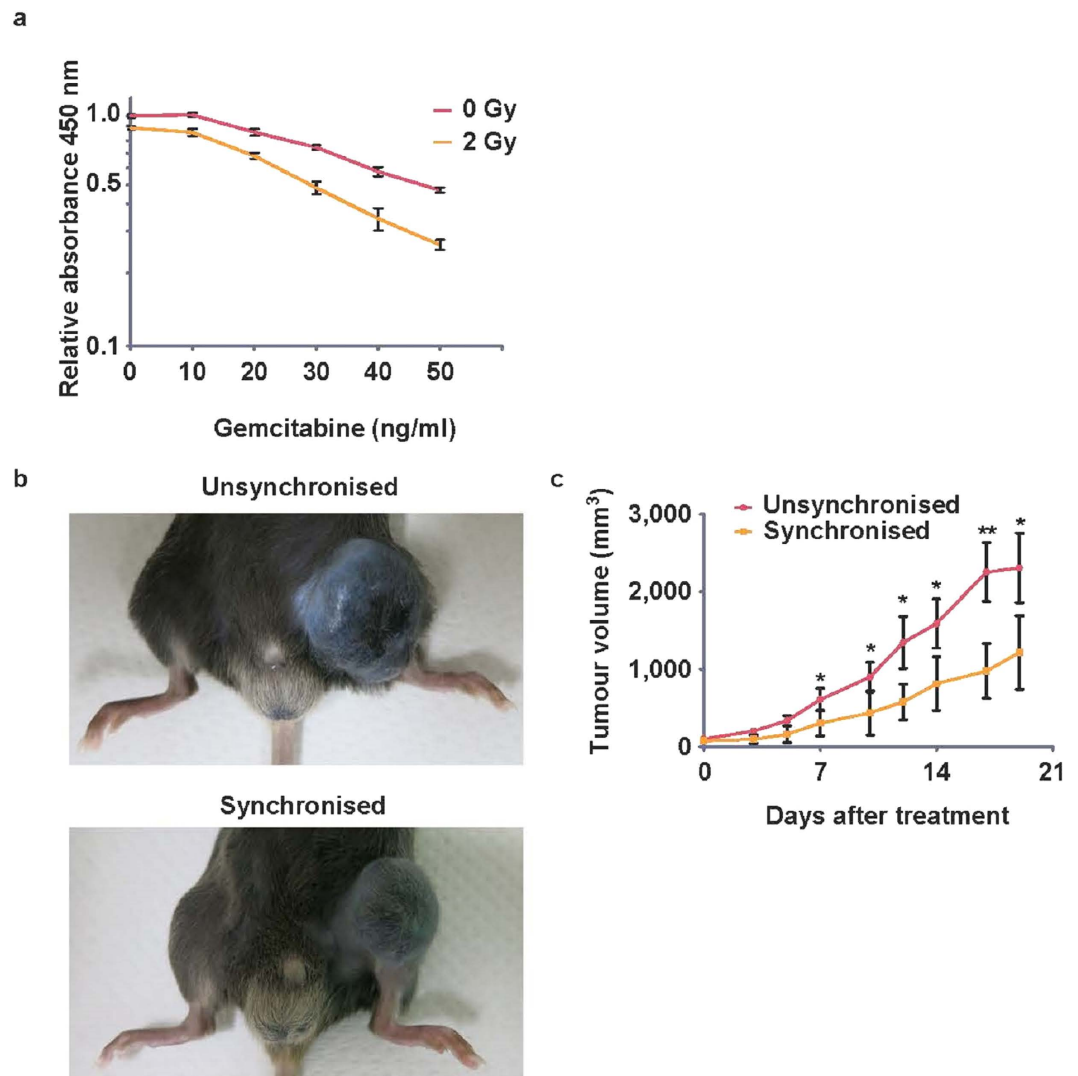 a
Relative absorbance 450 nm
1.0
0.5
0.1
0 Gy
2 Gy
0 10 20 30 40 50
Gemcitabine (ng/ml)
b
Unsynchronised
Synchronised
c
Tumour volume (mm³)
3,000
2,000
1,000
0
Unsynchronised
Synchronised
* * * * ** *
0 7 14 21
Days after treatment